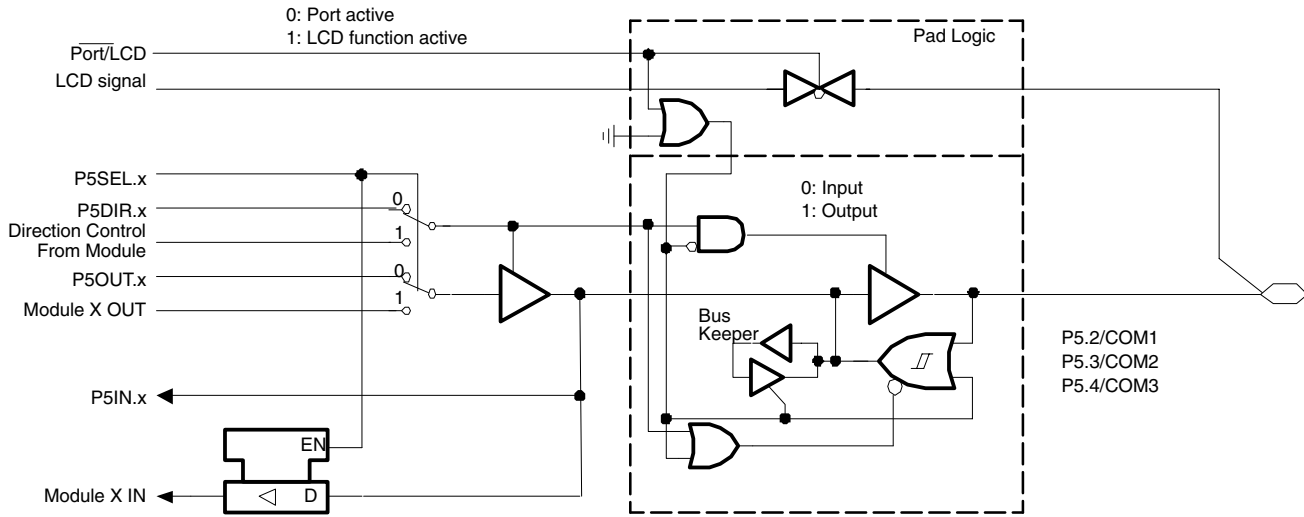 0: Port active
1: LCD function active
Pad Logic
Port/LCD
LCD signal
P5SEL.x
P5DIR.x
0
Direction Control
From Module
1
0: Input
1: Output
P5OUT.x
0
Module X OUT
1
Bus
Keeper
P5.2/COM1
P5.3/COM2
P5.4/COM3
P5IN.x
EN
Module X IN
D